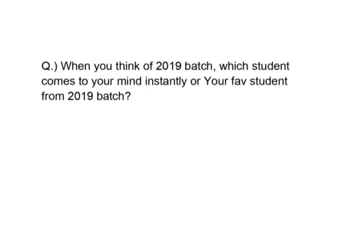 Q.) When you think of 2019 batch, which student
comes to your mind instantly or Your fav student
from 2019 batch?